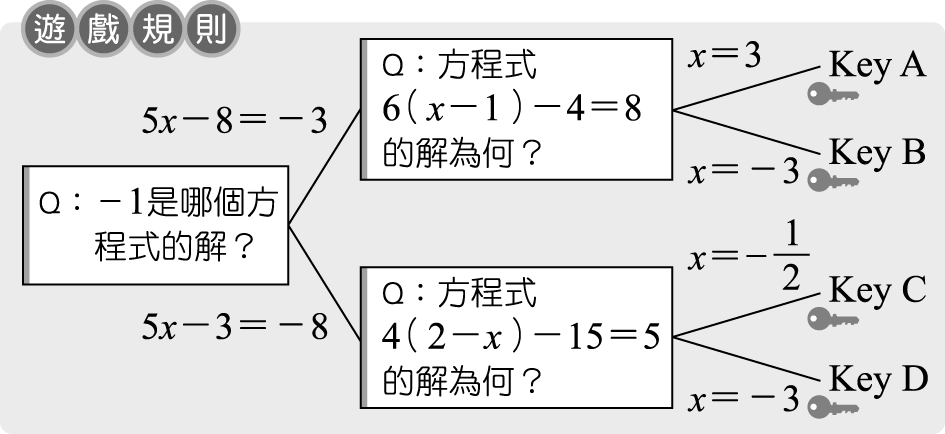 遊戲規則
Q：－1是哪個方
程式的解？
5x－8＝－3
5x－3＝－8
Q：方程式
6( x－1 )－4＝8
的解為何？
x＝3
Key A
x＝－3
Key B
Q：方程式
4( 2－x )－15＝5
的解為何？
x＝－1/2
Key C
x＝－3
Key D